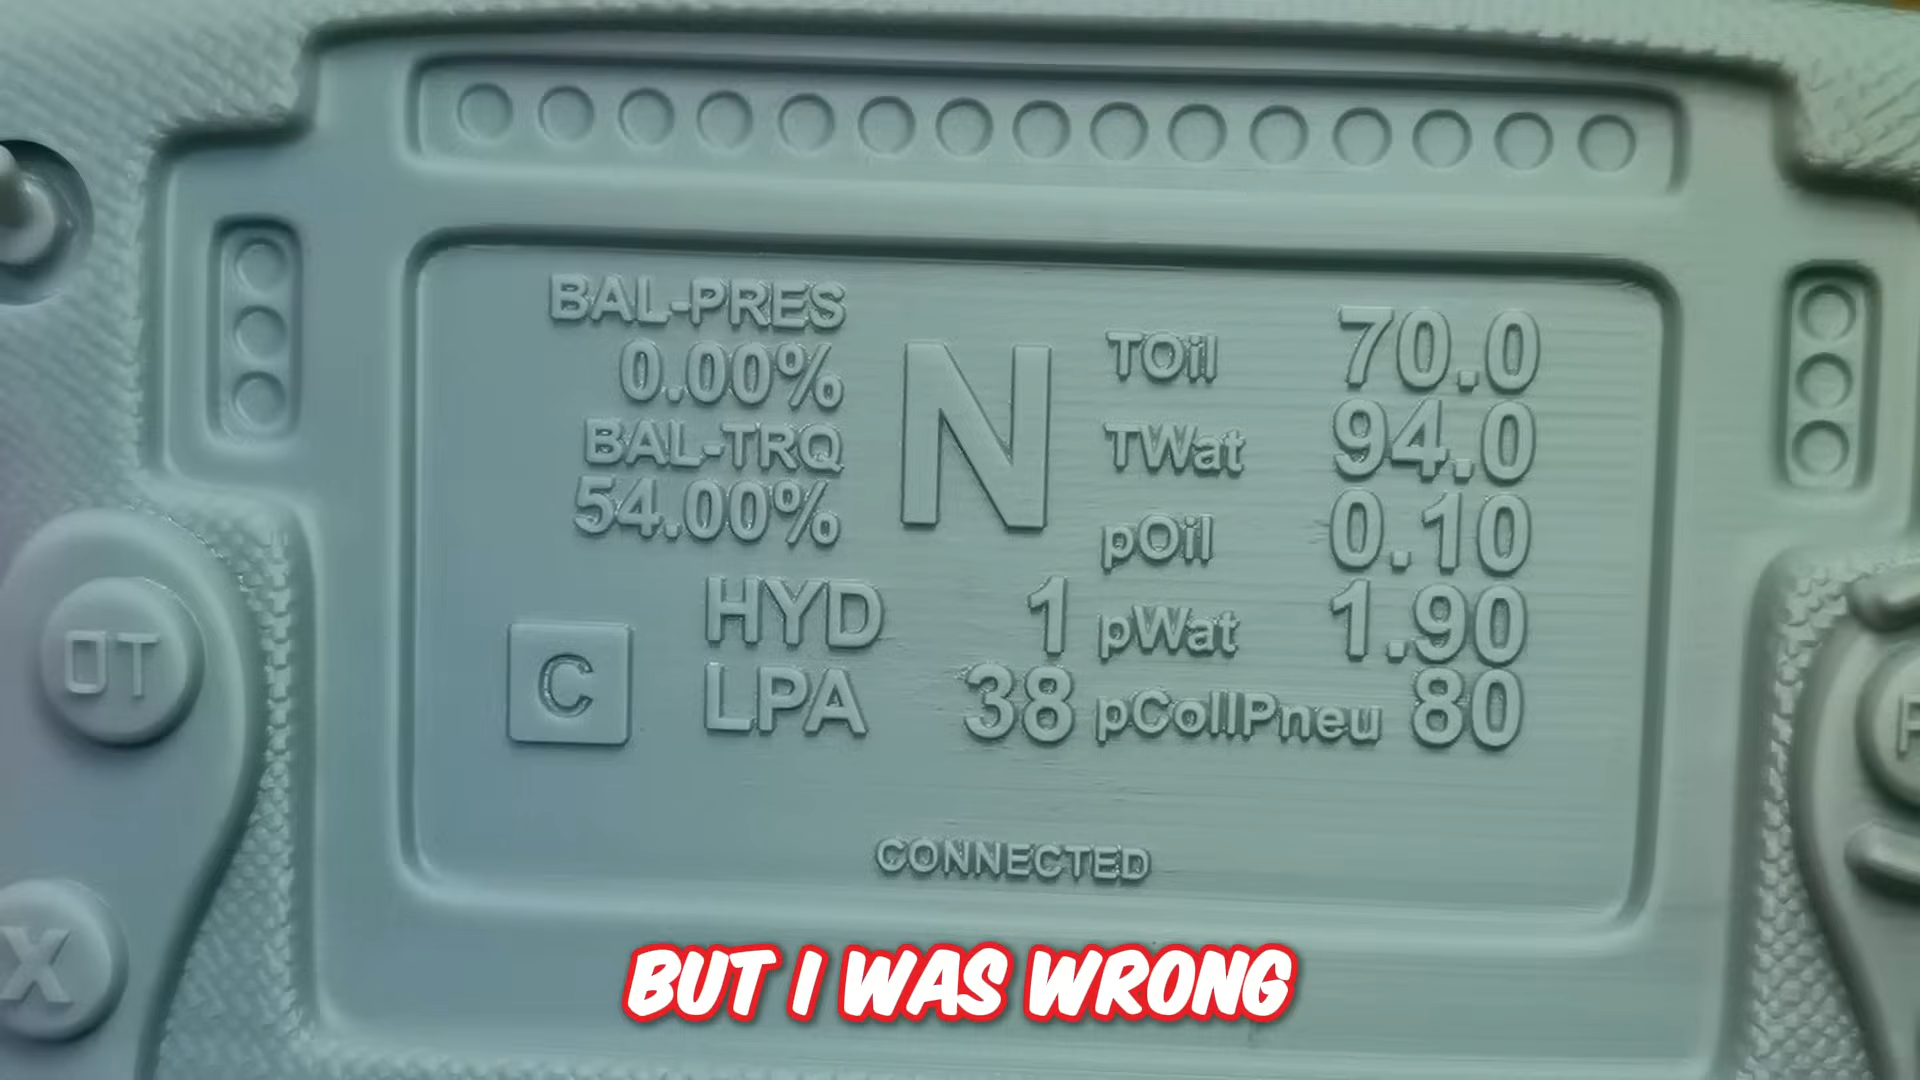 BAL-PRES
0.00%
BAL-TRQ
54.00%
N
TOil 70.0
TWat 94.0
pOil 0.10
HYD 1 pWat 1.90
C LPA 38 pCollPneu 80
CONNECTED
OT
X
BUT I WAS WRONG